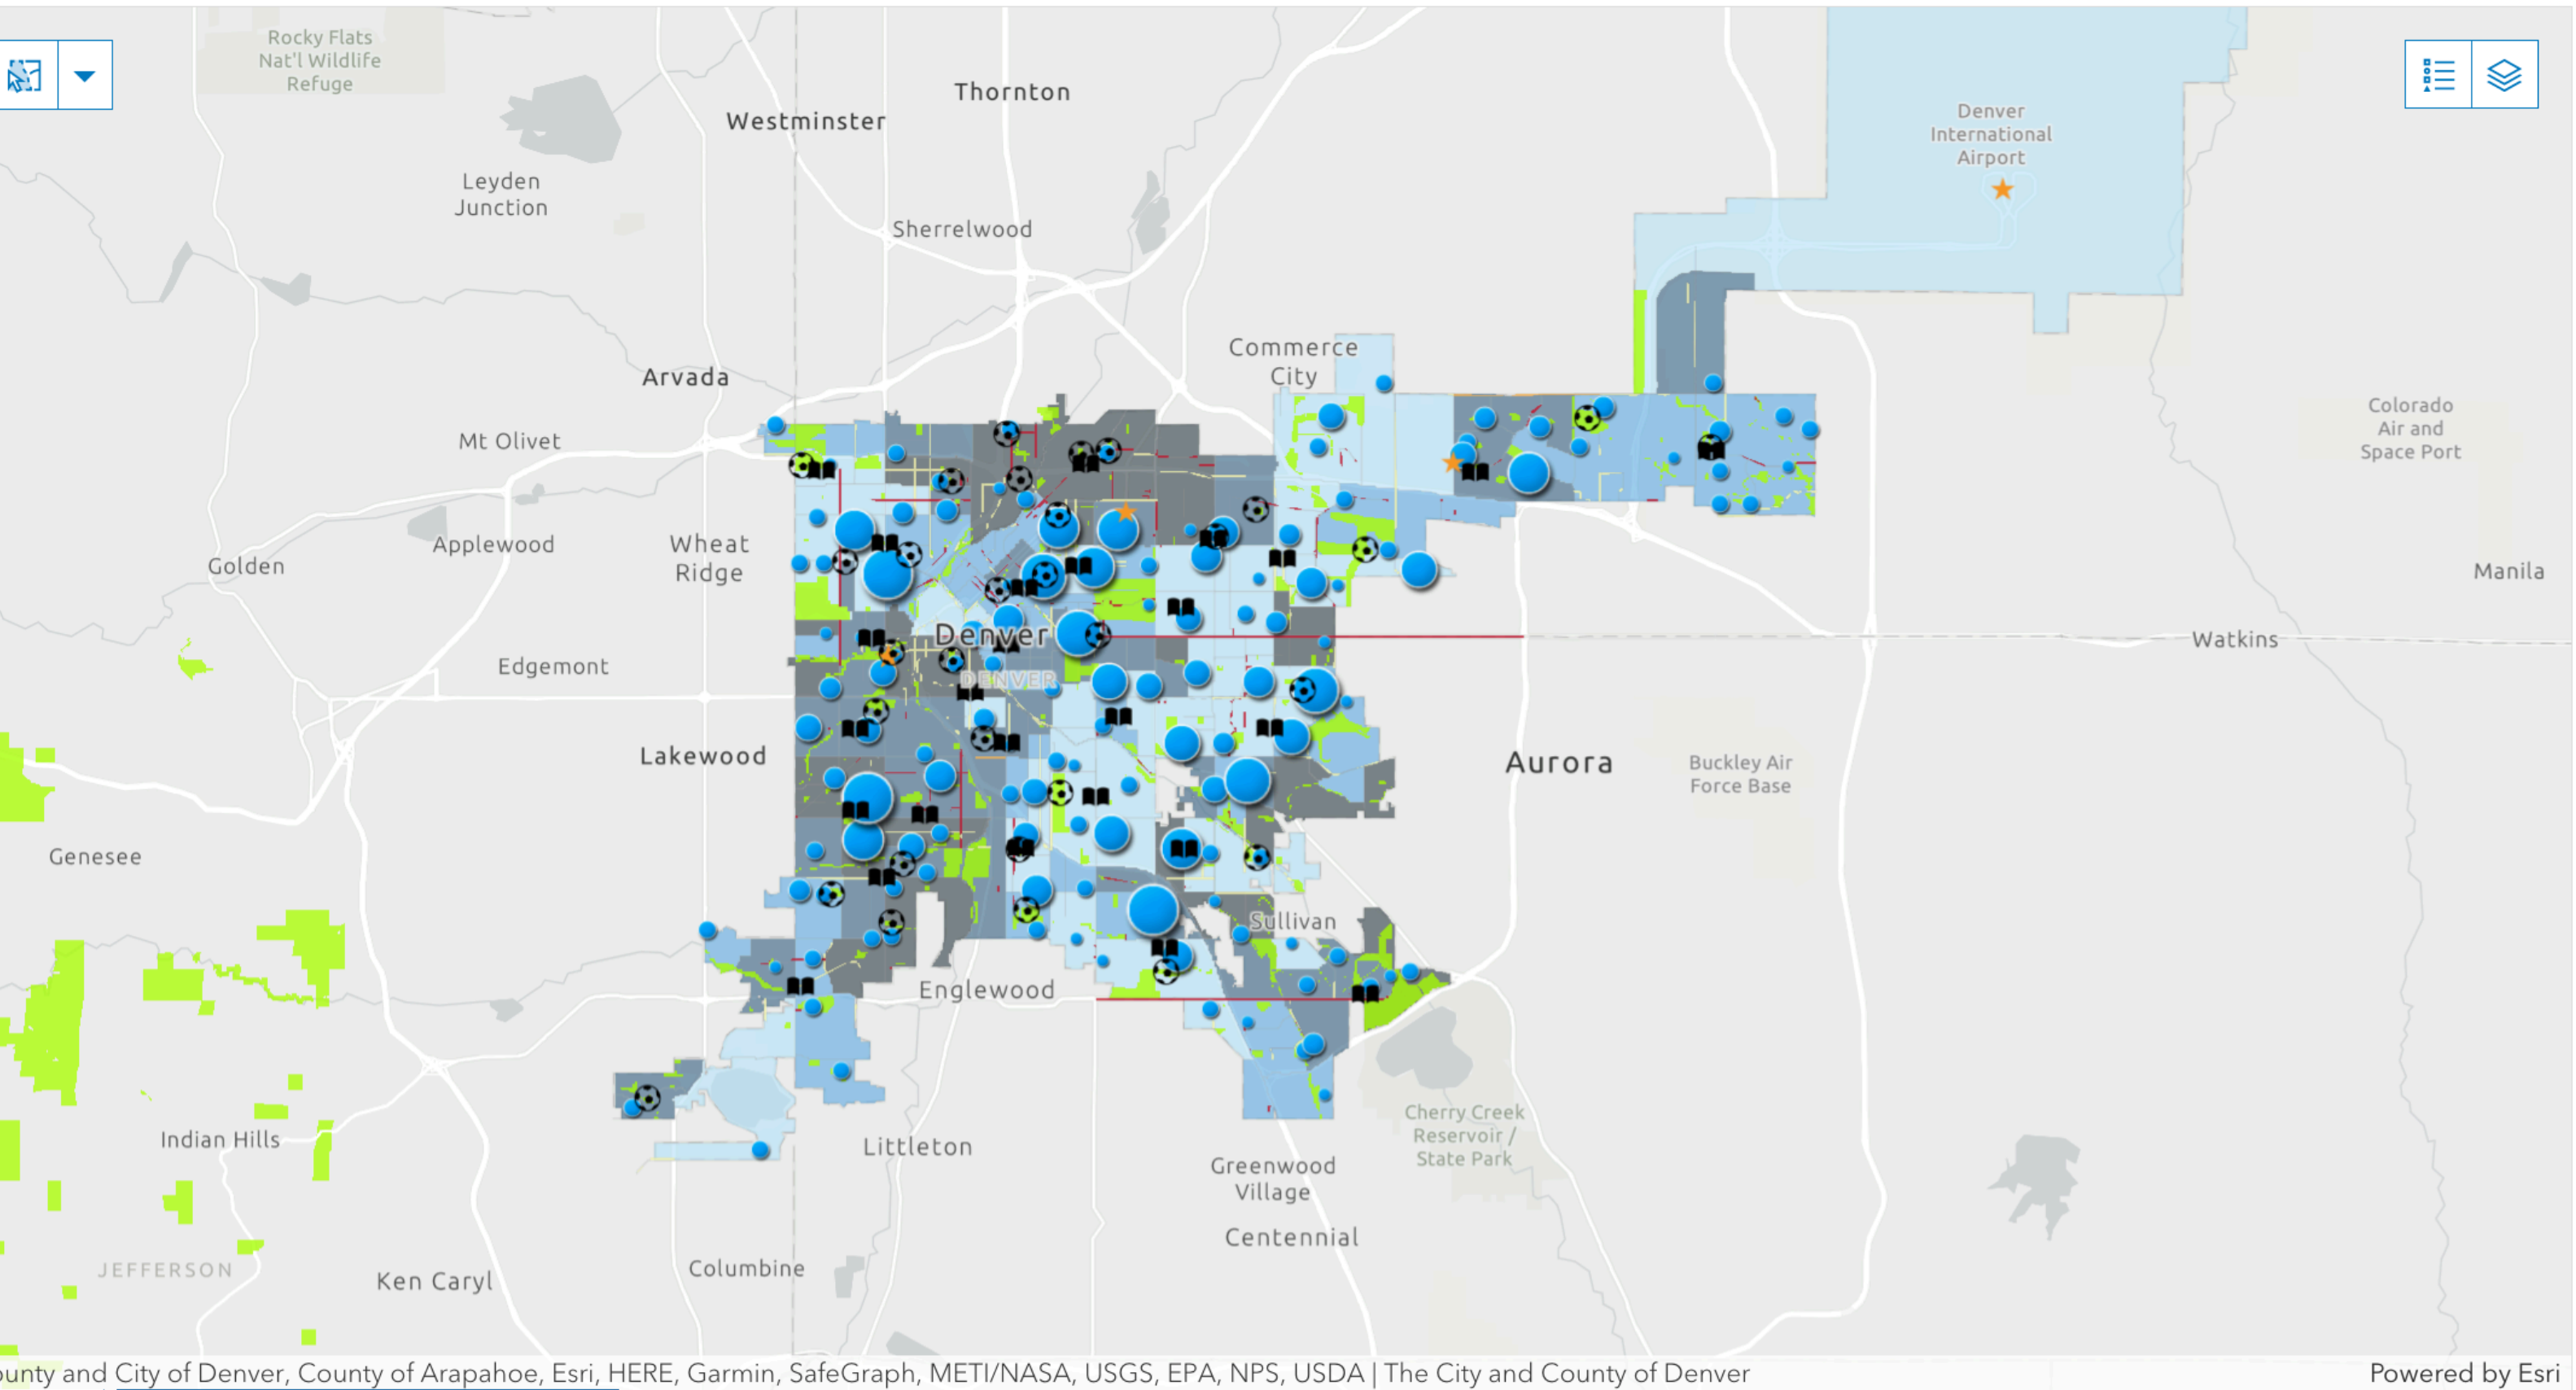 Rocky Flats
Nat'l Wildlife
Refuge
Thornton
Westminster
Denver
International
Airport
Leyden
Junction
Sherrelwood
Commerce
City
Arvada
Colorado
Air and
Space Port
Mt Olivet
Applewood
Wheat
Ridge
Golden
Manila
Denver
Watkins
Edgemont
DENVER
Lakewood
Aurora
Buckley Air
Force Base
Genesee
Sullivan
Englewood
Cherry Creek
Reservoir /
State Park
Indian Hills
Littleton
Greenwood
Village
Centennial
JEFFERSON
Ken Caryl
Columbine
ounty and City of Denver, County of Arapahoe, Esri, HERE, Garmin, SafeGraph, METI/NASA, USGS, EPA, NPS, USDA | The City and County of Denver
Powered by Esri